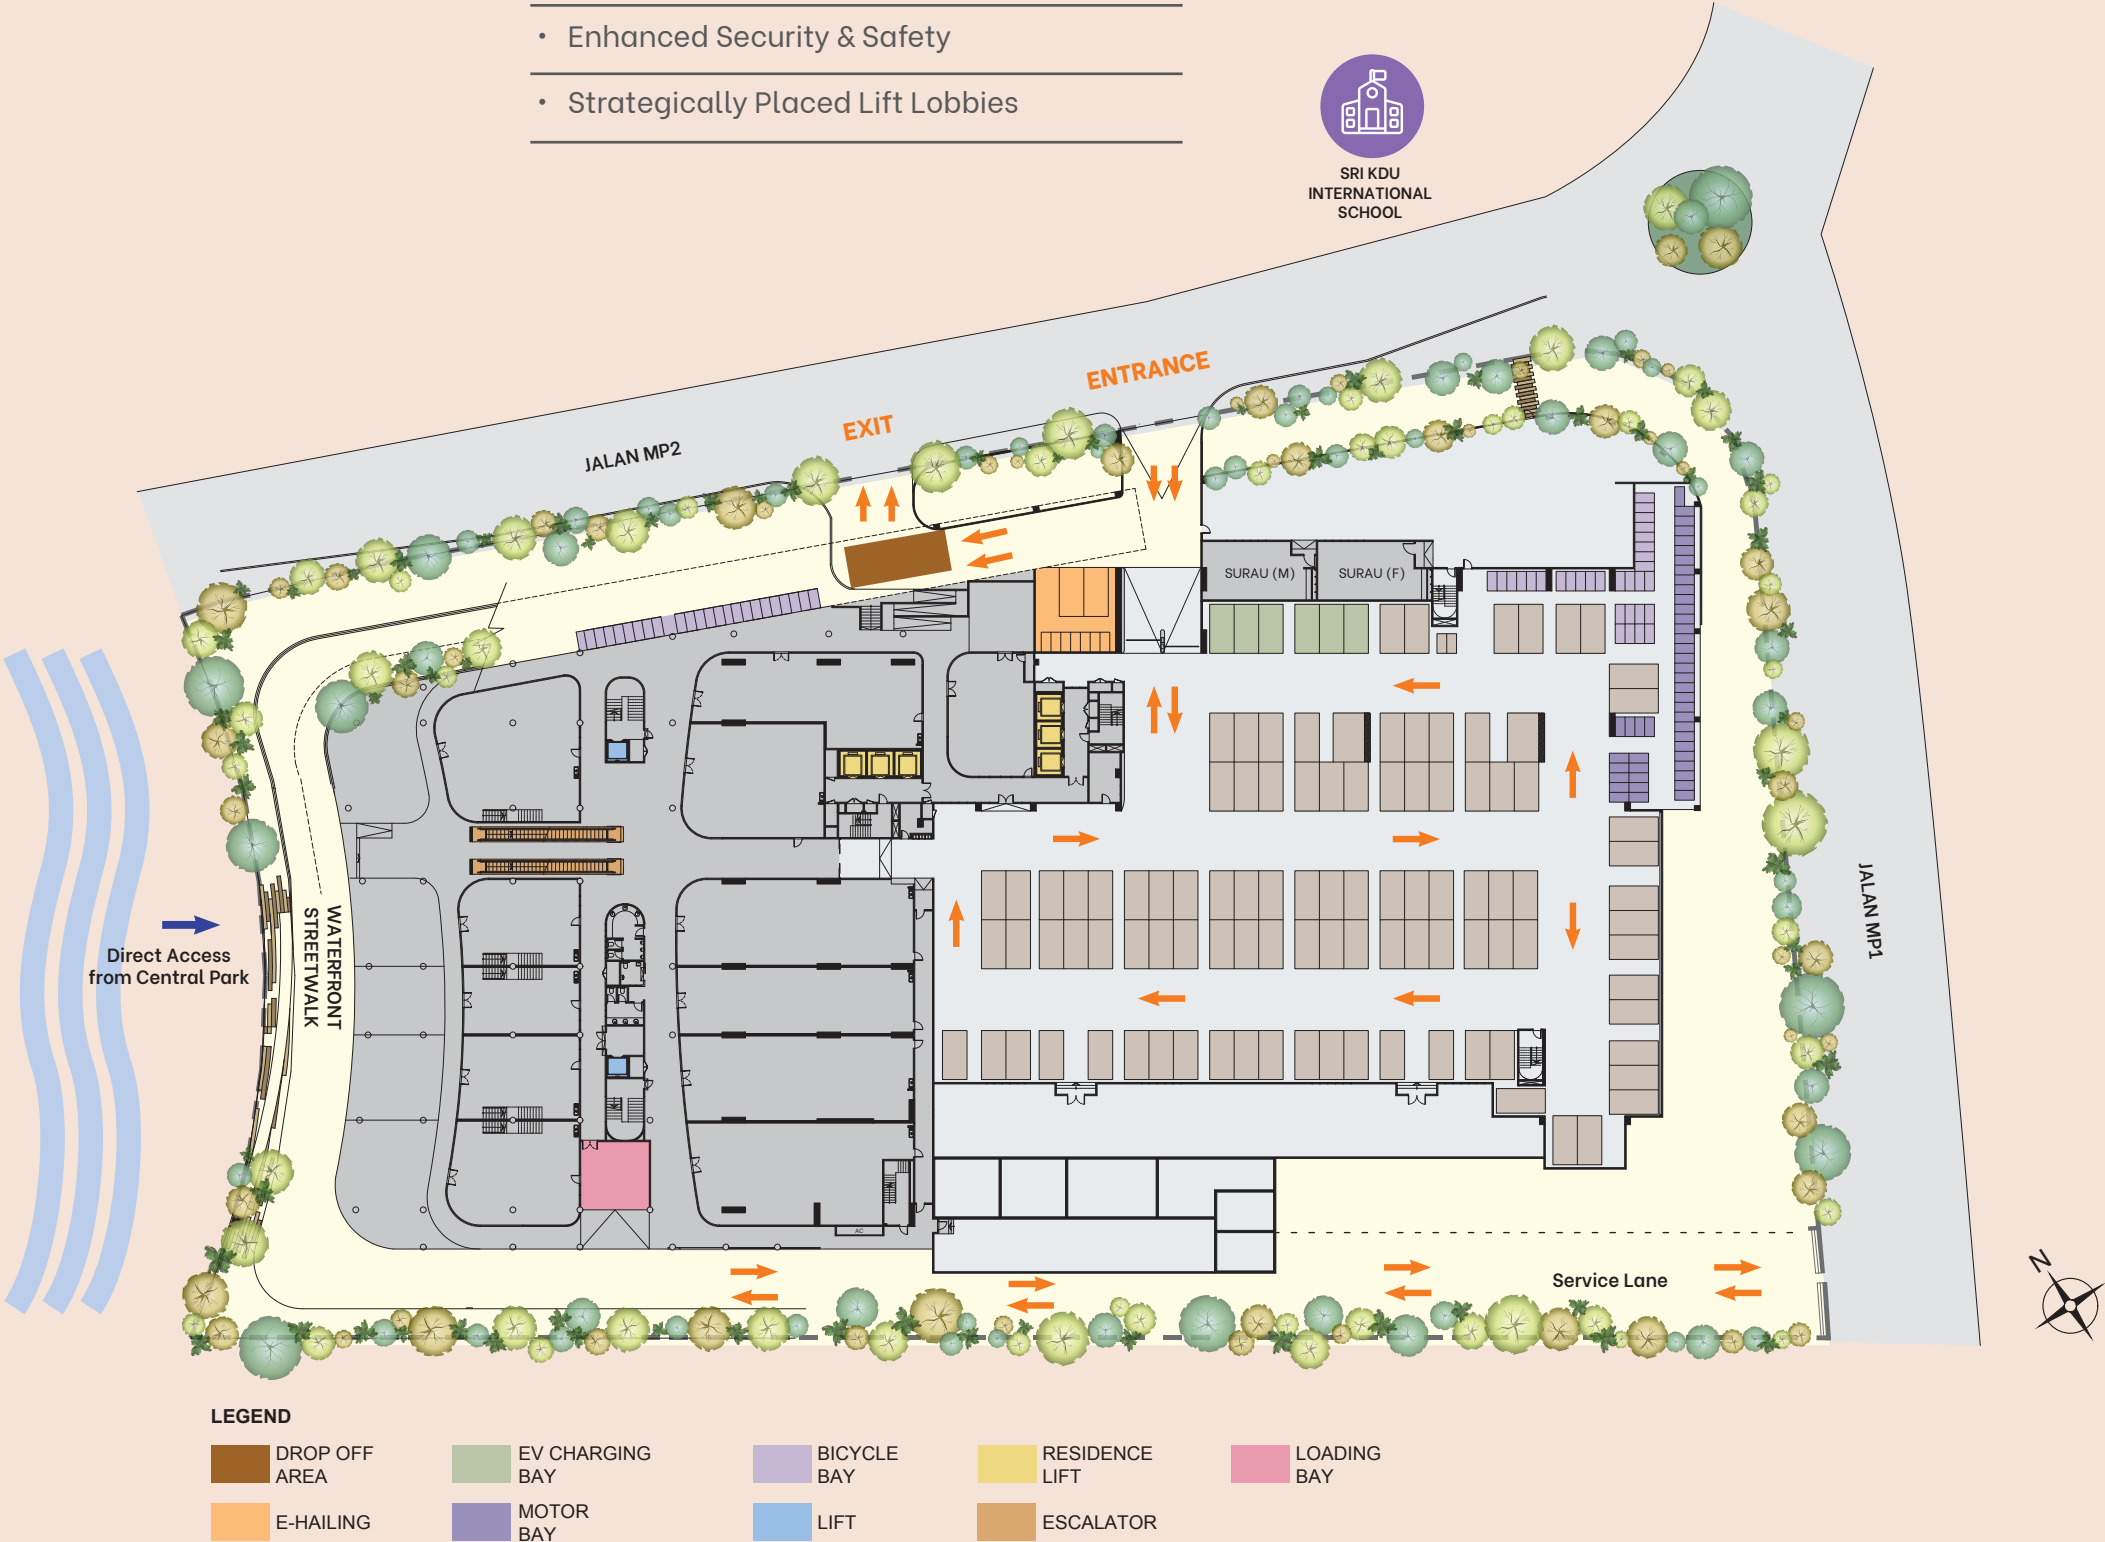 • Enhanced Security & Safety
• Strategically Placed Lift Lobbies
SRI KDU
INTERNATIONAL
SCHOOL
ENTRANCE
EXIT
JALAN MP2
SURAU (M)
SURAU (F)
JALAN MP1
WATERFRONT
STREETWALK
Direct Access
from Central Park
AC
Service Lane
N
LEGEND
DROP OFF
AREA
EV CHARGING
BAY
BICYCLE
BAY
RESIDENCE
LIFT
LOADING
BAY
E-HAILING
MOTOR
BAY
LIFT
ESCALATOR